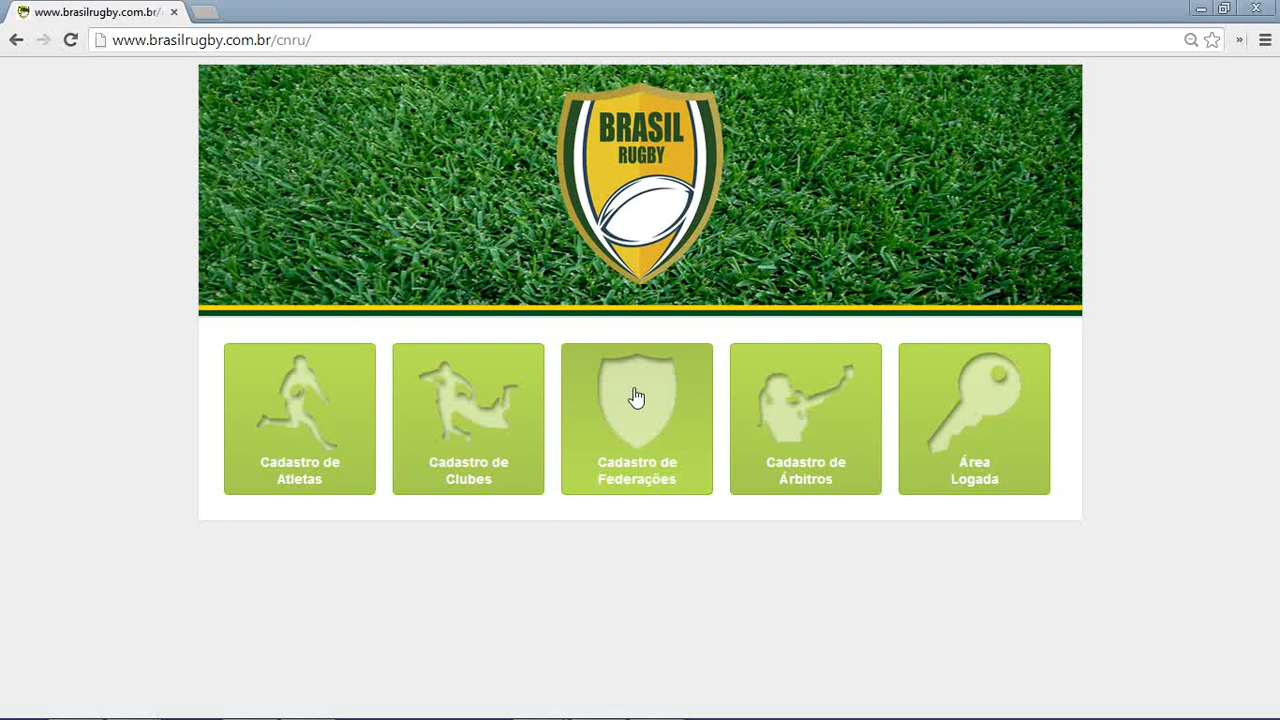 www.brasilrugby.com.br/
www.brasilrugby.com.br/cnru/
BRASIL
RUGBY
Cadastro de
Atletas
Cadastro de
Clubes
Cadastro de
Federações
Cadastro de
Árbitros
Área
Logada